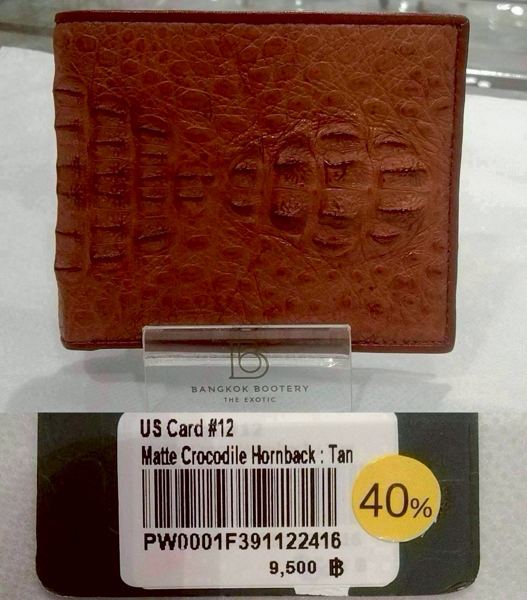 BANGKOK BOOTERY
THE EXOTIC
US Card #12
Matte Crocodile Hornback : Tan
40%
PW0001F391122416
9,500 ฿